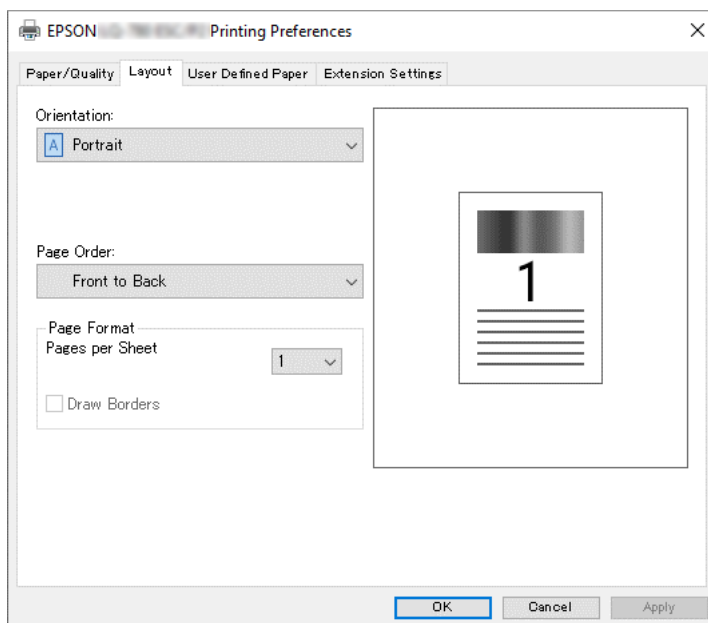 EPSON Printing Preferences
Paper/Quality Layout User Defined Paper Extension Settings
Orientation:
A Portrait
Page Order:
Front to Back
1
Page Format
Pages per Sheet
1
Draw Borders
OK Cancel Apply